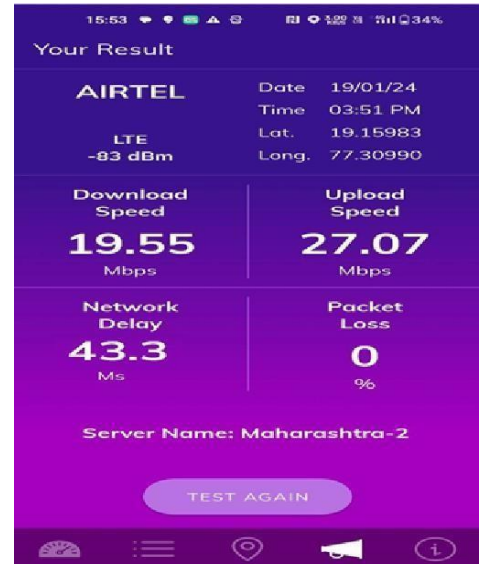 15:53
34%
Your Result
AIRTEL
LTE
-83 dBm
Date 19/01/24
Time 03:51 PM
Lat. 19.15983
Long. 77.30990
Download
Speed
19.55
Mbps
Upload
Speed
27.07
Mbps
Network
Delay
43.3
Ms
Packet
Loss
0
%
Server Name: Maharashtra-2
TEST AGAIN